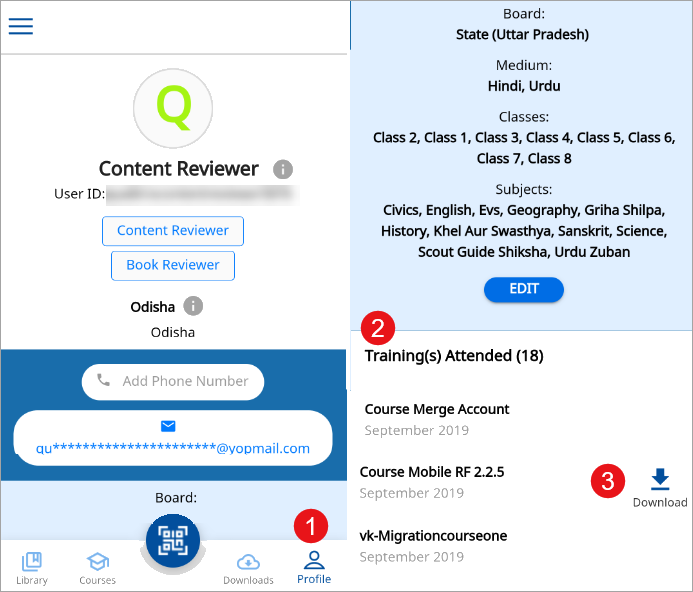 Q
Content Reviewer
User ID:
Content Reviewer
Book Reviewer
Odisha
Odisha
Add Phone Number
qu**********************@yopmail.com
Board:
1
Library
Courses
Downloads
Profile
Board:
State (Uttar Pradesh)
Medium:
Hindi, Urdu
Classes:
Class 2, Class 1, Class 3, Class 4, Class 5, Class 6,
Class 7, Class 8
Subjects:
Civics, English, Evs, Geography, Griha Shilpa,
History, Khel Aur Swasthya, Sanskrit, Science,
Scout Guide Shiksha, Urdu Zuban
EDIT
2
Training(s) Attended (18)
Course Merge Account
September 2019
Course Mobile RF 2.2.5
September 2019
3
Download
vk-Migrationcourseone
September 2019